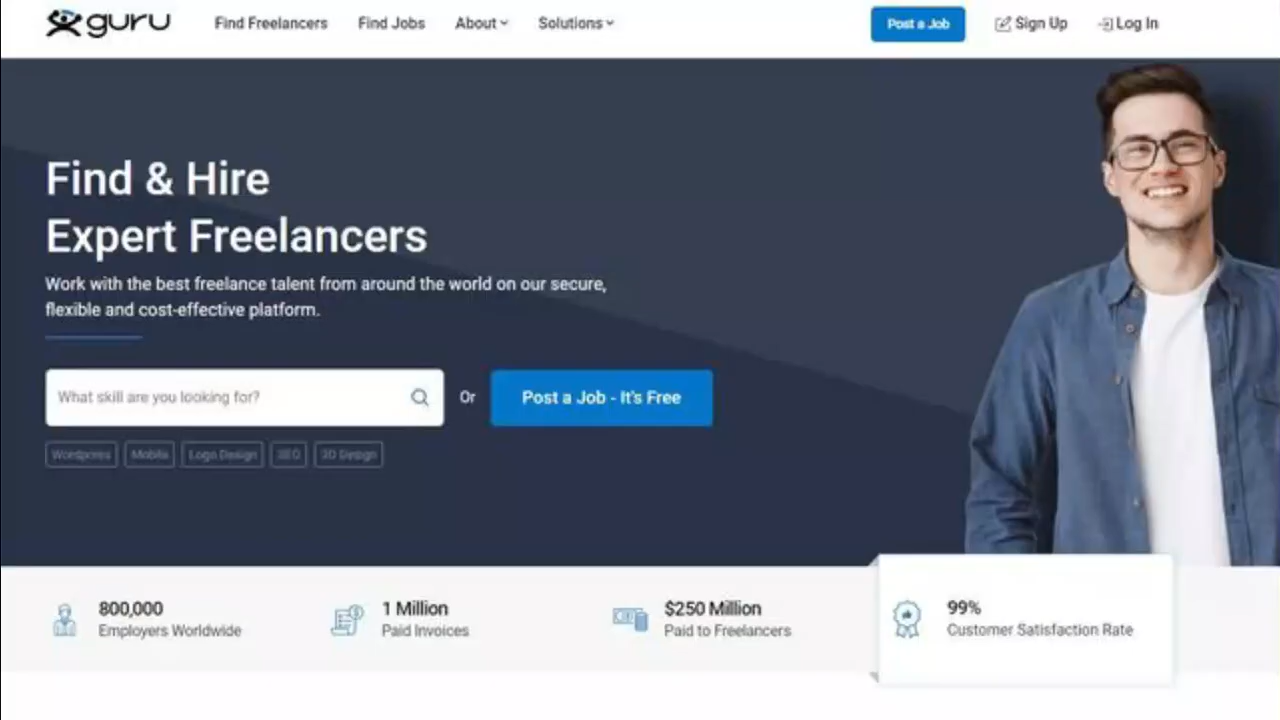 guru Find Freelancers Find Jobs About Solutions Post a Job Sign Up Log In
Find & Hire
Expert Freelancers
Work with the best freelance talent from around the world on our secure,
flexible and cost-effective platform.
What skill are you looking for? Or Post a Job - It's Free
Wordpress Mobile Logo Design SEO 3D Design
800,000 1 Million $250 Million 99%
Employers Worldwide Paid Invoices Paid to Freelancers Customer Satisfaction Rate